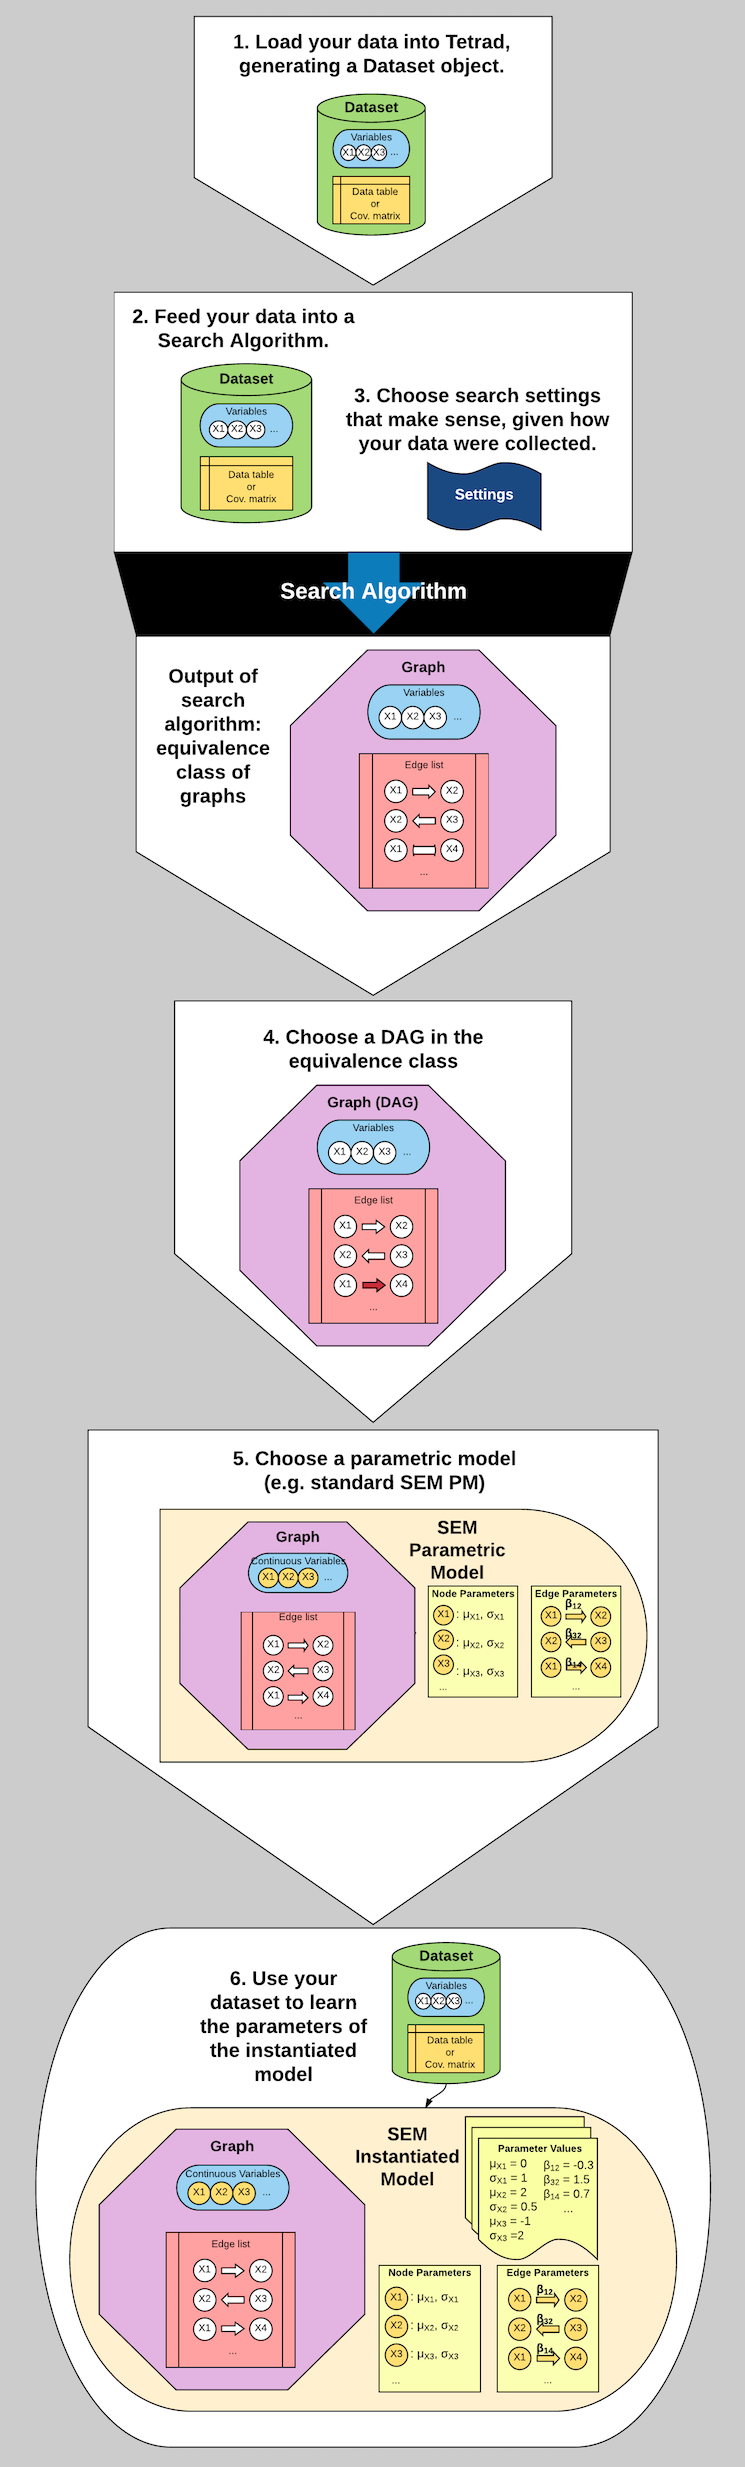 1. Load your data into Tetrad,
generating a Dataset object.
Dataset
Variables
X1 X2 X3 ...
Data table
or
Cov. matrix
2. Feed your data into a
Search Algorithm.
Dataset
Variables
X1 X2 X3 ...
Data table
or
Cov. matrix
3. Choose search settings
that make sense, given how
your data were collected.
Settings
Search Algorithm
Output of
search
algorithm:
equivalence
class of
graphs
Graph
Variables
X1 X2 X3 ...
Edge list
X1 X2
X2 X3
X1 X4
...
4. Choose a DAG in the
equivalence class
Graph (DAG)
Variables
X1 X2 X3 ...
Edge list
X1 X2
X2 X3
X1 X4
...
5. Choose a parametric model
(e.g. standard SEM PM)
Graph
Continuous Variables
X1 X2 X3 ...
Edge list
X1 X2
X2 X3
X1 X4
...
SEM
Parametric
Model
Node Parameters
X1 : μX1, σX1
X2 : μX2, σX2
X3 : μX3, σX3
...
Edge Parameters
β12
X1 X2
β32
X2 X3
β14
X1 X4
...
6. Use your
dataset to learn
the parameters of
the instantiated
model
Dataset
Variables
X1 X2 X3 ...
Data table
or
Cov. matrix
Graph
Continuous Variables
X1 X2 X3 ...
Edge list
X1 X2
X2 X3
X1 X4
...
SEM
Instantiated
Model
Parameter Values
μX1 = 0 β12 = -0.3
σX1 = 1 β32 = 1.5
μX2 = 2 β14 = 0.7
σX2 = 0.5 ...
μX3 = -1
σX3 =2
Node Parameters
X1 : μX1, σX1
X2 : μX2, σX2
X3 : μX3, σX3
...
Edge Parameters
β12
X1 X2
β32
X2 X3
β14
X1 X4
...